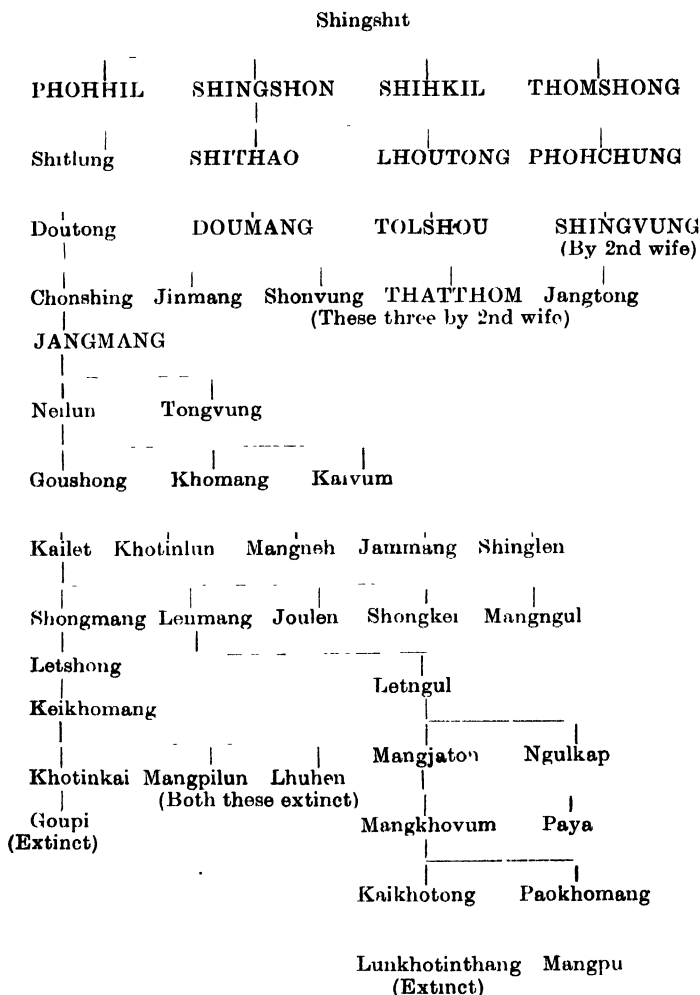 Shingshit
PHOHHIL SHINGSHON SHIHKIL THOMSHONG
Shitlung SHITHAO LHOUTONG PHOHCHUNG
Doutong DOUMANG TOLSHOU SHINGVUNG
(By 2nd wife)
Chonshing Jinmang Shonvung THATTHOM Jangtong
(These three by 2nd wife)
JANGMANG
Neilun Tongvung
Goushong Khomang Kaivum
Kailet Khotinlun Mangneh Jammang Shinglen
Shongmang Lenmang Joulen Shongkei Mangngul
Letshong
Letngul
Keikhomang
Mangjaton Ngulkap
Khotinkai Mangpilun Lhuhen
(Both these extinct)
Goupi Mangkhovum Paya
(Extinct)
Kaikhotong Paokhomang
Lunkhotinthang Mangpu
(Extinct)